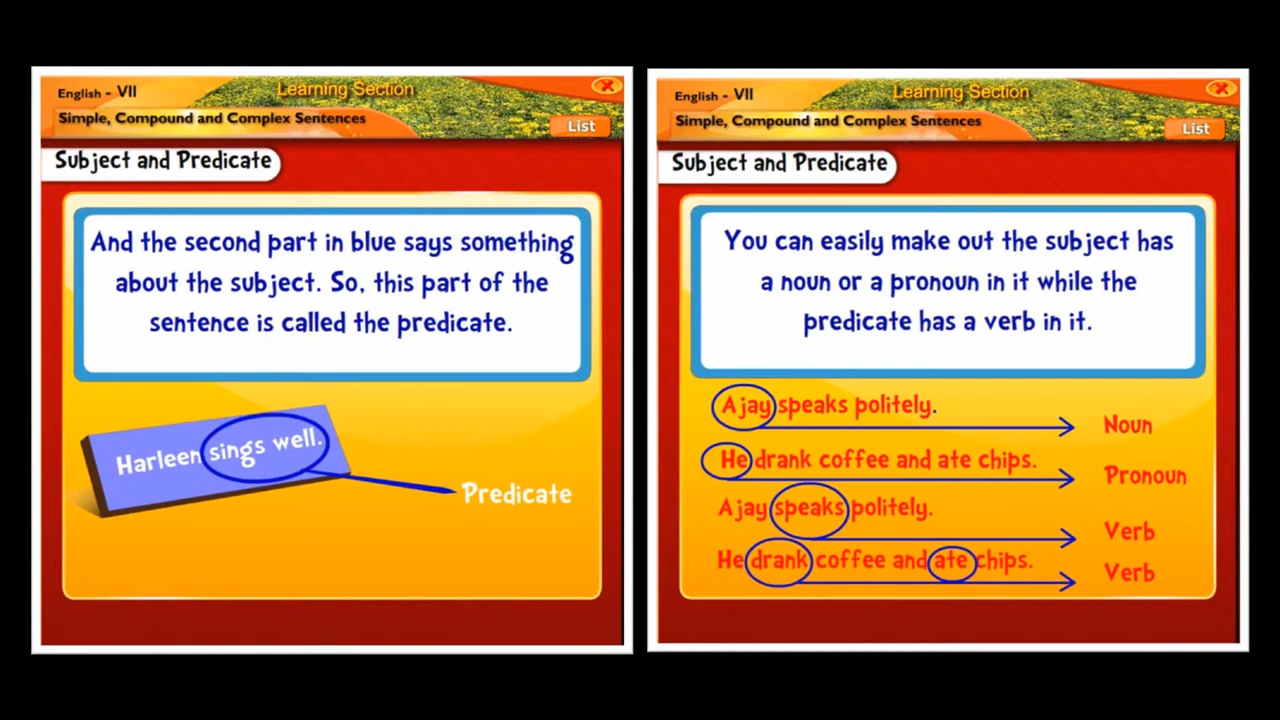 English - VII
Learning Section
Simple, Compound and Complex Sentences
List
Subject and Predicate
And the second part in blue says something
about the subject. So, this part of the
sentence is called the predicate.
Harleen sings well.
Predicate
English - VII
Learning Section
Simple, Compound and Complex Sentences
List
Subject and Predicate
You can easily make out the subject has
a noun or a pronoun in it while the
predicate has a verb in it.
Ajay speaks politely.
Noun
He drank coffee and ate chips.
Pronoun
Ajay speaks politely.
Verb
He drank coffee and ate chips.
Verb